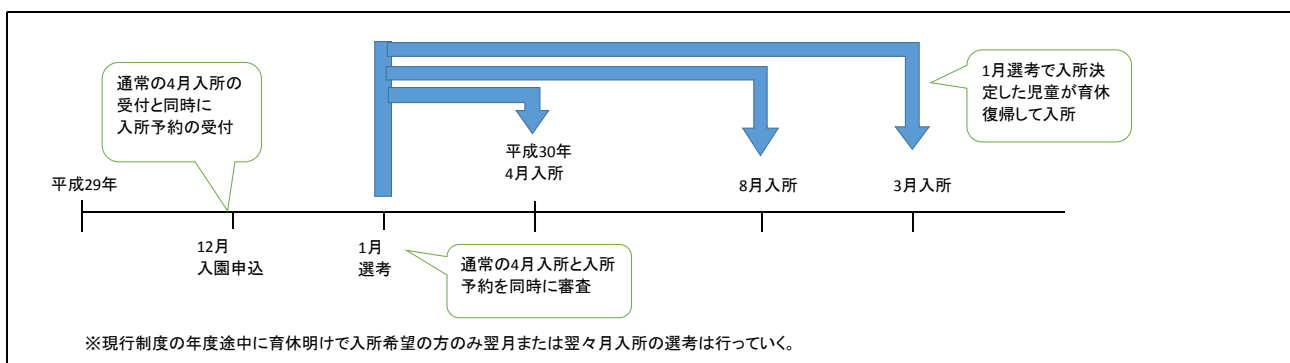 通常の4月入所の
受付と同時に
入所予約の受付
1月選考で入所決
定した児童が育休
復帰して入所
平成29年
平成30年
4月入所
8月入所
3月入所
12月
入園申込
1月
選考
通常の4月入所と入所
予約を同時に審査
※現行制度の年度途中に育休明けで入所希望の方のみ翌月または翌々月入所の選考は行っていく。